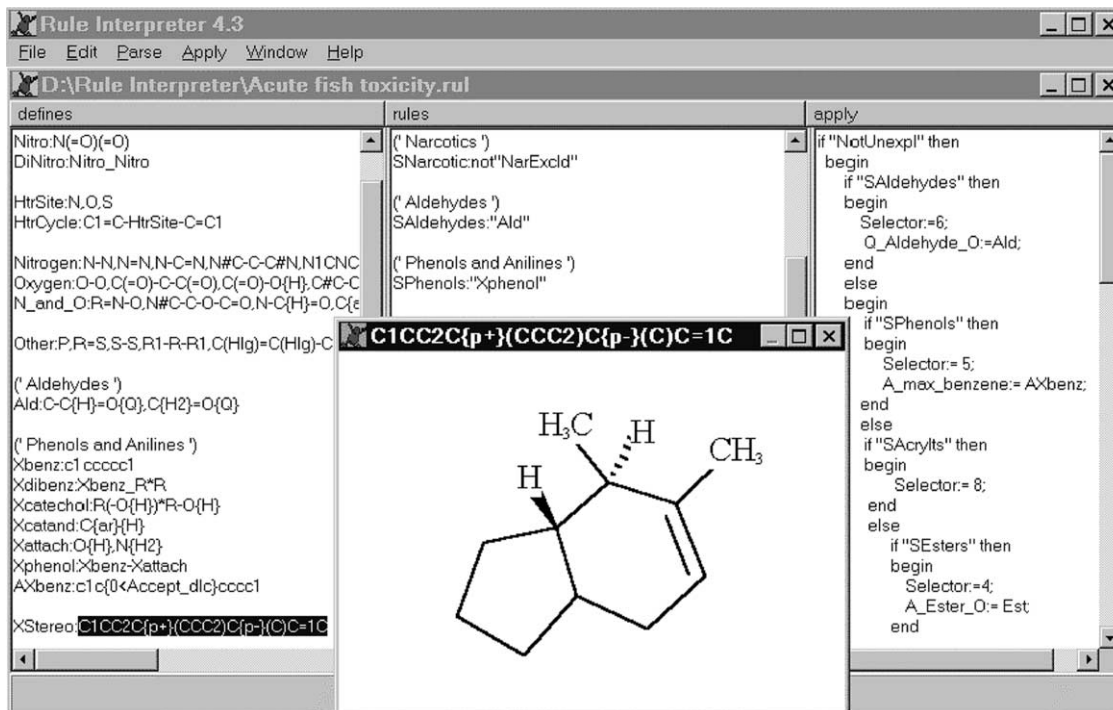 Rule Interpreter 4.3
File Edit Parse Apply Window Help
D:\Rule Interpreter\Acute fish toxicity.rul
defines
Nitro:N(=O)(=O)
DiNitro:Nitro_Nitro
HtrSite:N,O,S
HtrCycle:C1=C-HtrSite-C=C1
Nitrogen:N-N,N=N,N-C=N,N#C-C-C#N,N1CNC
Oxygen:O-O,C(=O)-C-C(=O),C(=O)-O{H},C#C-C
N_and_O:R=N-O,N#C-C-O-C=O,N-C{H}=O,C{a
Other:P,R=S,S-S,R1-R-R1,C(Hlg)=C(Hlg)-C
(' Aldehydes ')
Ald:C-C{H}=O{Q},C{H2}=O{Q}
(' Phenols and Anilines ')
Xbenz:c1ccccc1
Xdibenz:Xbenz_R*R
Xcatechol:R(-O{H})*R-O{H}
Xcatand:C{ar}{H}
Xattach:O{H},N{H2}
Xphenol:Xbenz-Xattach
AXbenz:c1c{0<Accept_dlc}cccc1
XStereo:C1CC2C{p+}(CCC2)C{p-}(C)C=1C
rules
(' Narcotics ')
SNarcotic:not"NarExcld"
(' Aldehydes ')
SAldehydes:"Ald"
(' Phenols and Anilines ')
SPhenols:"Xphenol"
apply
if "NotUnexpl" then
begin
if "SAldehydes" then
begin
Selector:=6;
Q_Aldehyde_O:=Ald;
end
else
begin
if "SPhenols" then
begin
Selector:= 5;
A_max_benzene:= AXbenz;
end
else
if "SAcrylts" then
begin
Selector:= 8;
end
else
if "SEsters" then
begin
Selector:=4;
A_Ester_O:= Est;
end
C1CC2C{p+}(CCC2)C{p-}(C)C=1C
H3C
H
CH3
H